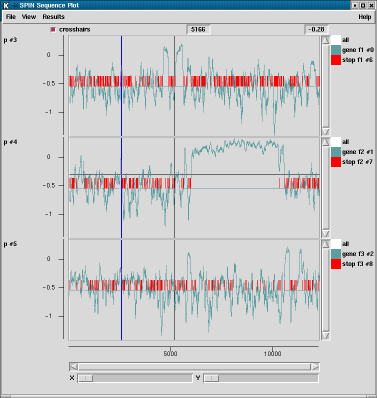 SPIN Sequence Plot
File View Results Help
crosshairs 5166 -0.28
p #3
all
gene f1 #0
stop f1 #6
0
-0.5
-1
p #4
all
gene f2 #1
stop f2 #7
0
-0.5
-1
p #5
all
gene f3 #2
stop f3 #8
0
-0.5
-1
5000 10000
X Y